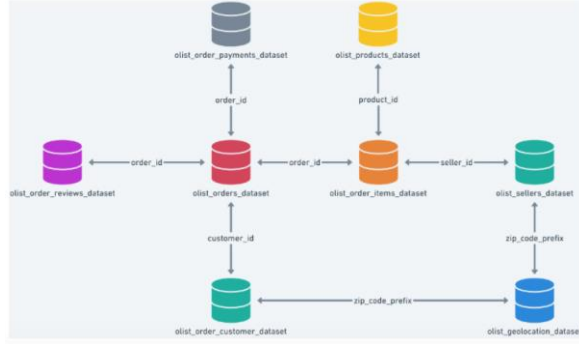 olist_order_payments_dataset
olist_products_dataset
order_id
product_id
order_id
order_id
seller_id
olist_order_reviews_dataset
olist_orders_dataset
olist_order_items_dataset
olist_sellers_dataset
customer_id
zip_code_prefix
zip_code_prefix
olist_order_customer_dataset
olist_geolocation_datase